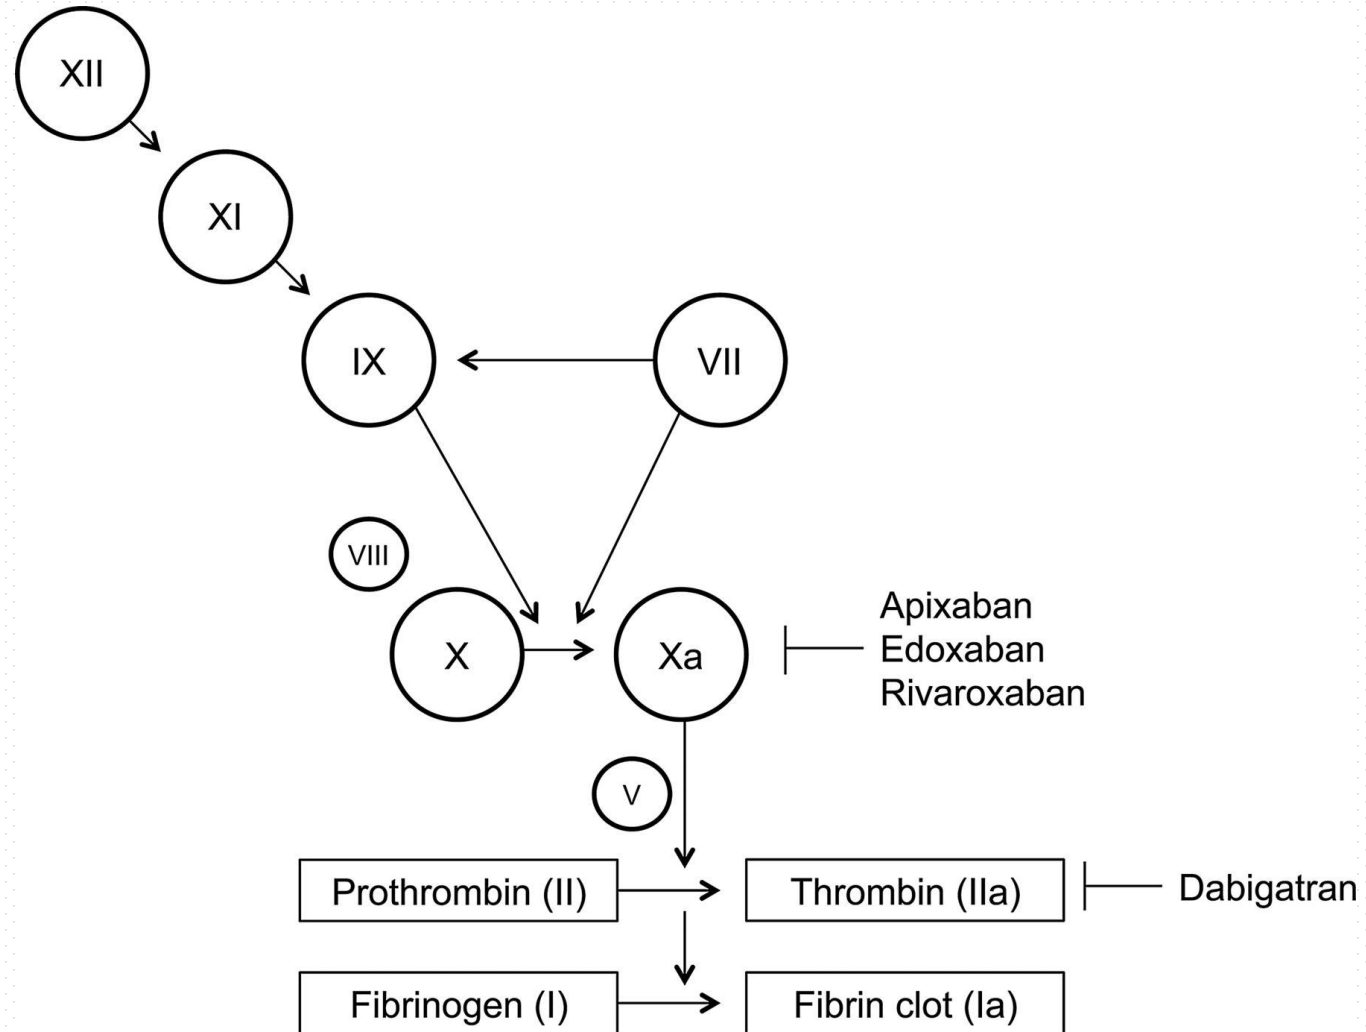 XII
XI
IX
VII
VIII
X
Xa
Apixaban
Edoxaban
Rivaroxaban
V
Prothrombin (II)
Thrombin (IIa)
Dabigatran
Fibrinogen (I)
Fibrin clot (Ia)